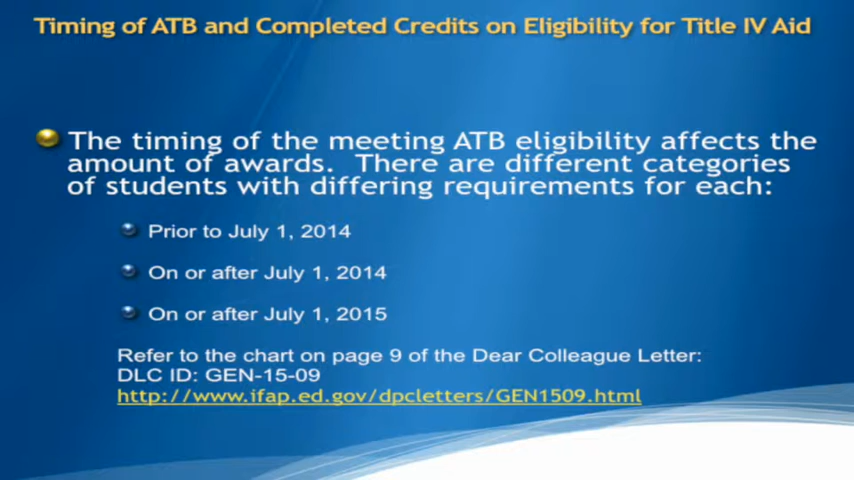 Timing of ATB and Completed Credits on Eligibility for Title IV Aid
The timing of the meeting ATB eligibility affects the
amount of awards. There are different categories
of students with differing requirements for each:
Prior to July 1, 2014
On or after July 1, 2014
On or after July 1, 2015
Refer to the chart on page 9 of the Dear Colleague Letter:
DLC ID: GEN-15-09
http://www.ifap.ed.gov/dpcletters/GEN1509.html